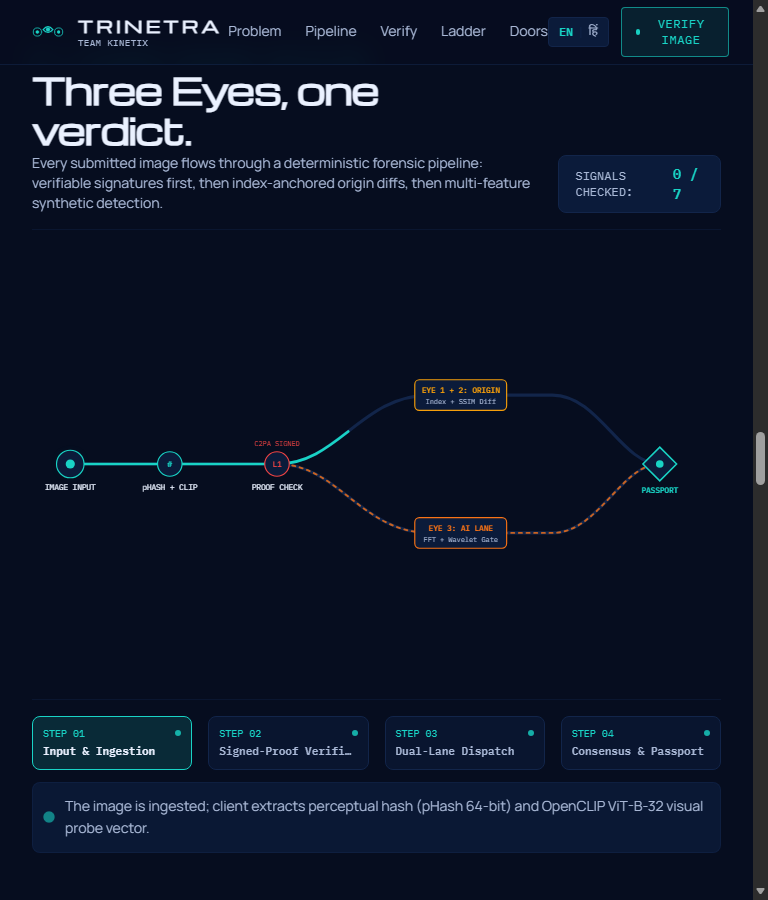 TRINETRA
TEAM KINETIX
Problem Pipeline Verify Ladder Doors
EN हिं
VERIFY
IMAGE
Three Eyes, one
verdict.
Every submitted image flows through a deterministic forensic pipeline:
verifiable signatures first, then index-anchored origin diffs, then multi-feature
synthetic detection.
SIGNALS
CHECKED:
0 /
7
EYE 1 + 2: ORIGIN
Index + SSIM Diff
C2PA SIGNED
#
L1
IMAGE INPUT
pHASH + CLIP
PROOF CHECK
PASSPORT
EYE 3: AI LANE
FFT + Wavelet Gate
STEP 01
Input & Ingestion
STEP 02
Signed-Proof Verifi…
STEP 03
Dual-Lane Dispatch
STEP 04
Consensus & Passport
The image is ingested; client extracts perceptual hash (pHash 64-bit) and OpenCLIP ViT-B-32 visual
probe vector.